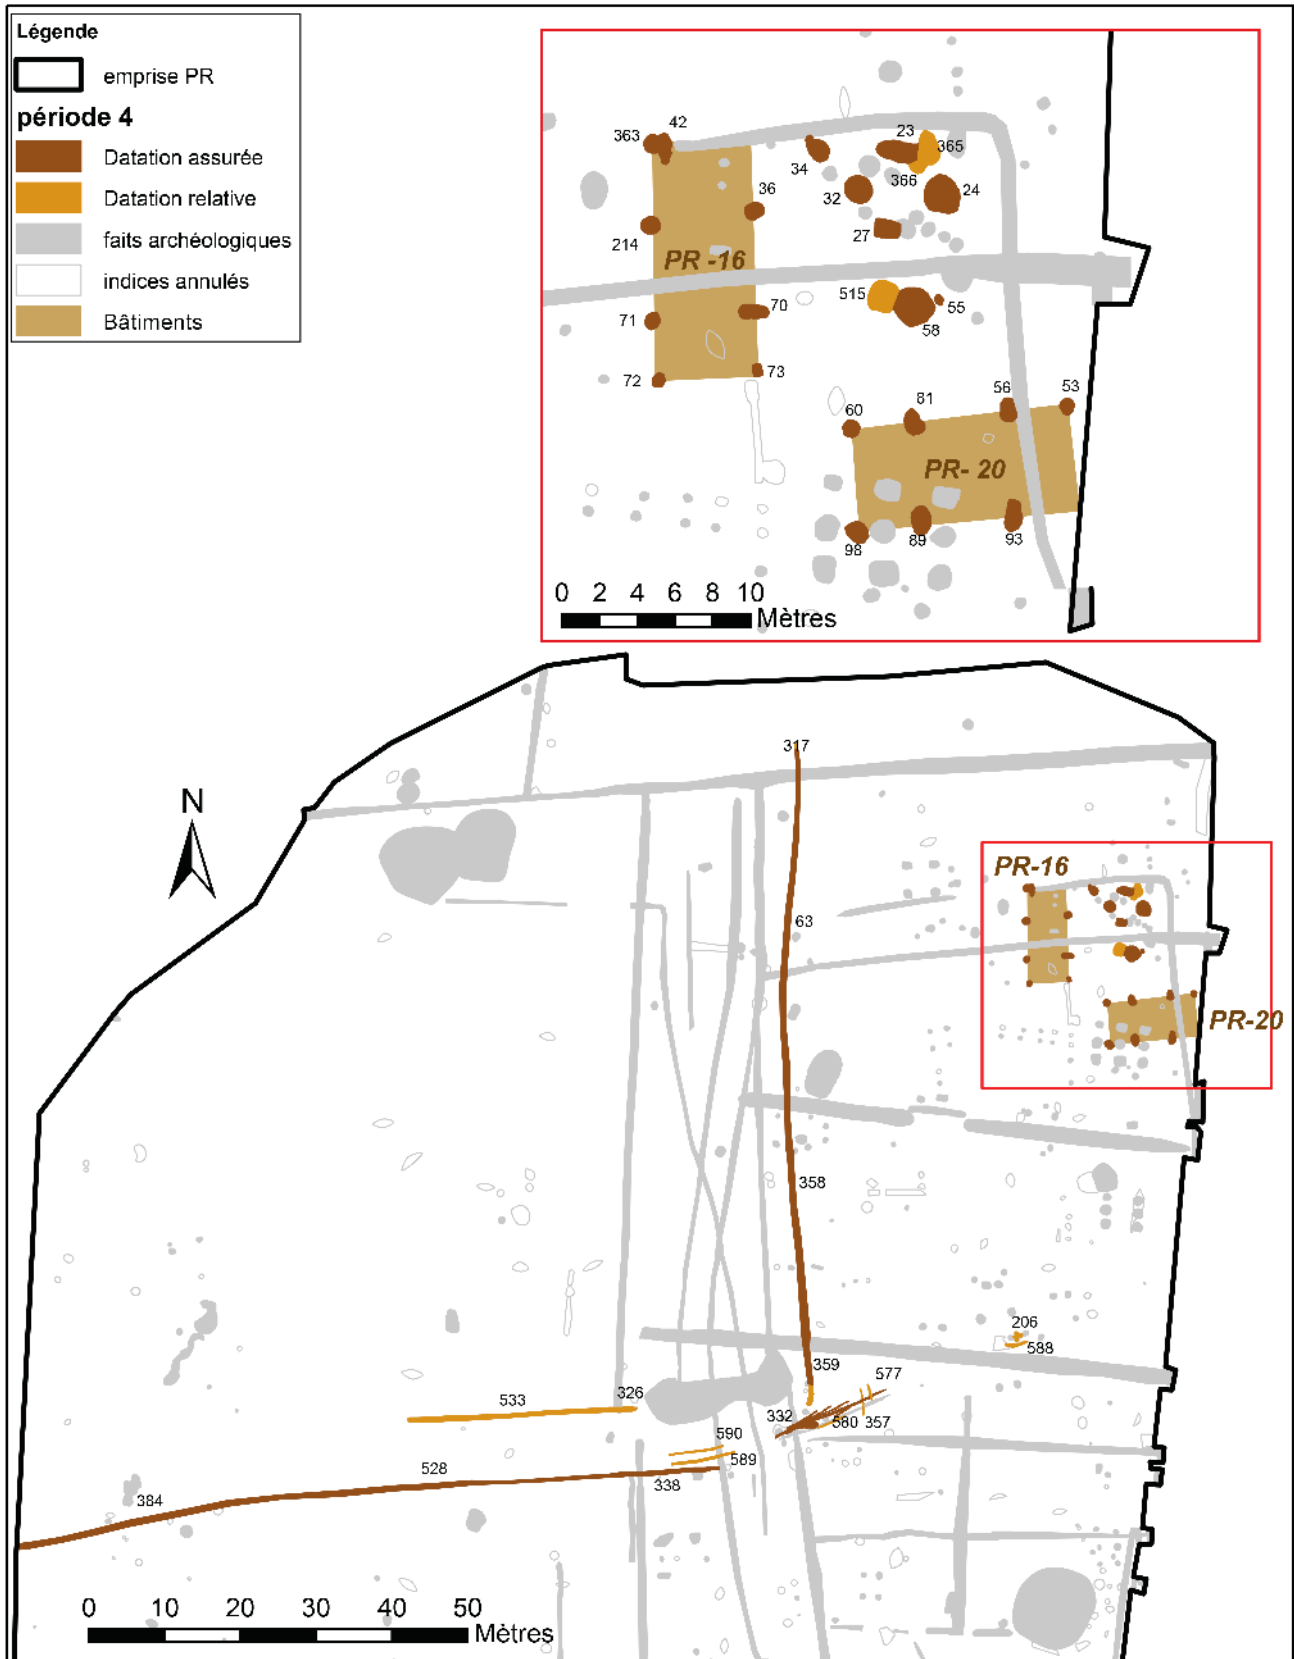 Légende
emprise PR
période 4
Datation assurée
Datation relative
faits archéologiques
indices annulés
Bâtiments
42
363
23
365
34
366
36
32
24
214
27
PR -16
515
70
55
71
58
72
73
56
53
81
60
PR- 20
98
89
93
0 2 4 6 8 10
Mètres
317
N
PR-16
63
PR-20
358
206
588
359
577
533
326
332
580
357
590
589
528
338
384
0 10 20 30 40 50
Mètres